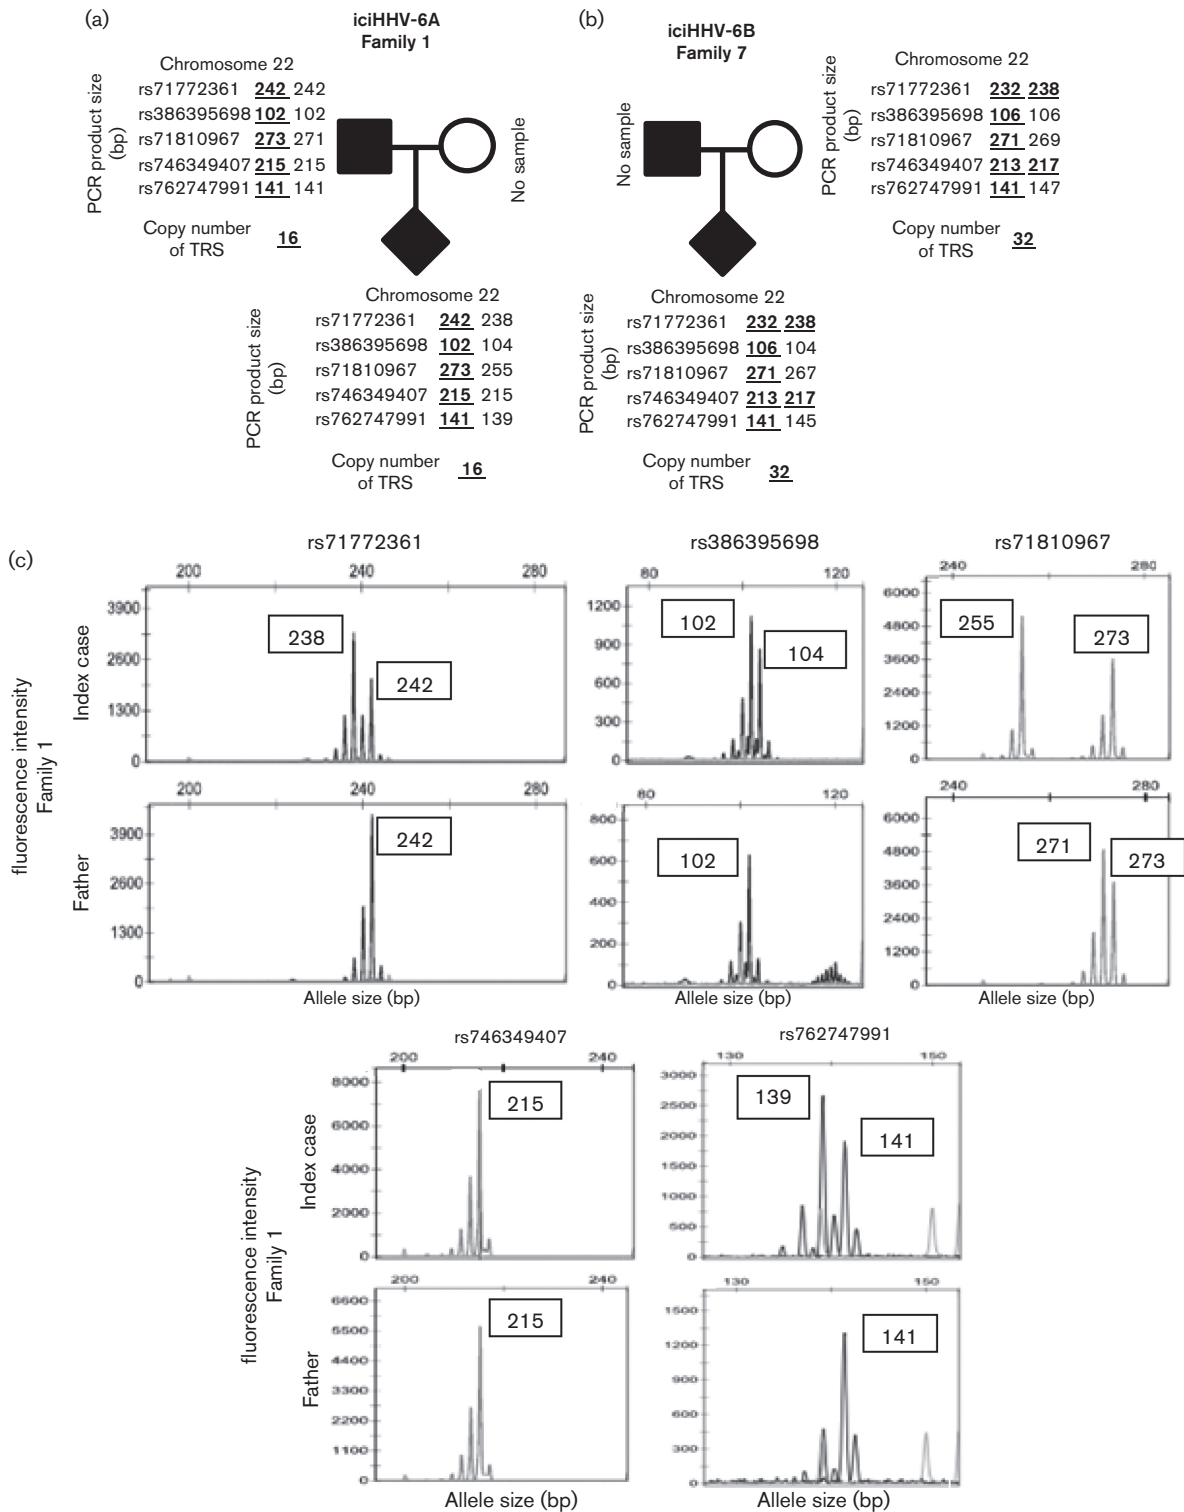 (a)
iciHHV-6A
Family 1
PCR product size
(bp)
Chromosome 22
rs71772361 242 242
rs386395698 102 102
rs71810967 273 271
rs746349407 215 215
rs762747991 141 141
Copy number
of TRS
16
No sample
PCR product size
(bp)
Chromosome 22
rs71772361 242 238
rs386395698 102 104
rs71810967 273 255
rs746349407 215 215
rs762747991 141 139
Copy number
of TRS
16
(b)
iciHHV-6B
Family 7
No sample
PCR product size
(bp)
Chromosome 22
rs71772361 232 238
rs386395698 106 106
rs71810967 271 269
rs746349407 213 217
rs762747991 141 147
Copy number
of TRS
32
PCR product size
(bp)
Chromosome 22
rs71772361 232 238
rs386395698 106 104
rs71810967 271 267
rs746349407 213 217
rs762747991 141 145
Copy number
of TRS
32
(c)
fluorescence intensity
Family 1
rs71772361
rs386395698
rs71810967
Index case
200 240 280
3900
2600
1300
0
238
242
80 120
1200
900
600
300
0
102
104
240 280
6000
4800
3600
2400
1200
0
255
273
Father
200 240 280
3900
2600
1300
0
242
80 120
800
600
400
200
0
102
240 280
6000
4800
3600
2400
1200
0
271
273
Allele size (bp)
Allele size (bp)
Allele size (bp)
fluorescence intensity
Family 1
rs746349407
rs762747991
Index case
200 240
8000
6000
4000
2000
0
215
130 150
3000
2500
2000
1500
1000
500
0
139
141
Father
200 240
6600
5500
4400
3300
2200
1100
0
215
130 150
1500
1200
900
600
300
0
141
Allele size (bp)
Allele size (bp)